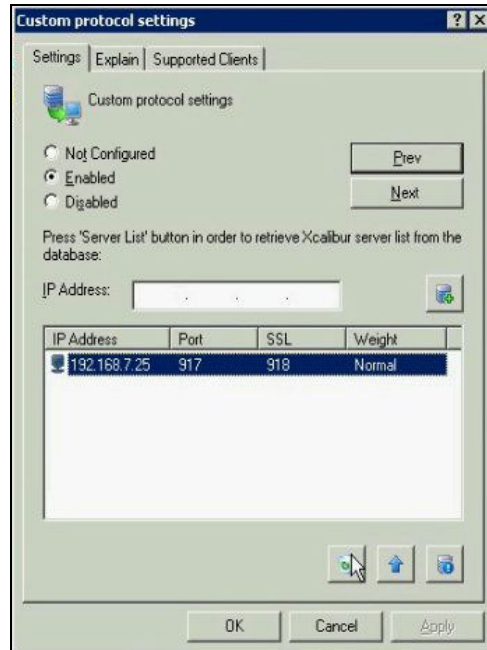 Custom protocol settings
Settings Explain Supported Clients
Custom protocol settings
Not Configured
Enabled
Disabled
Prev
Next
Press 'Server List' button in order to retrieve Xcalibur server list from the
database:
IP Address:
IP Address Port SSL Weight
192.168.7.25 917 918 Normal
OK Cancel Apply